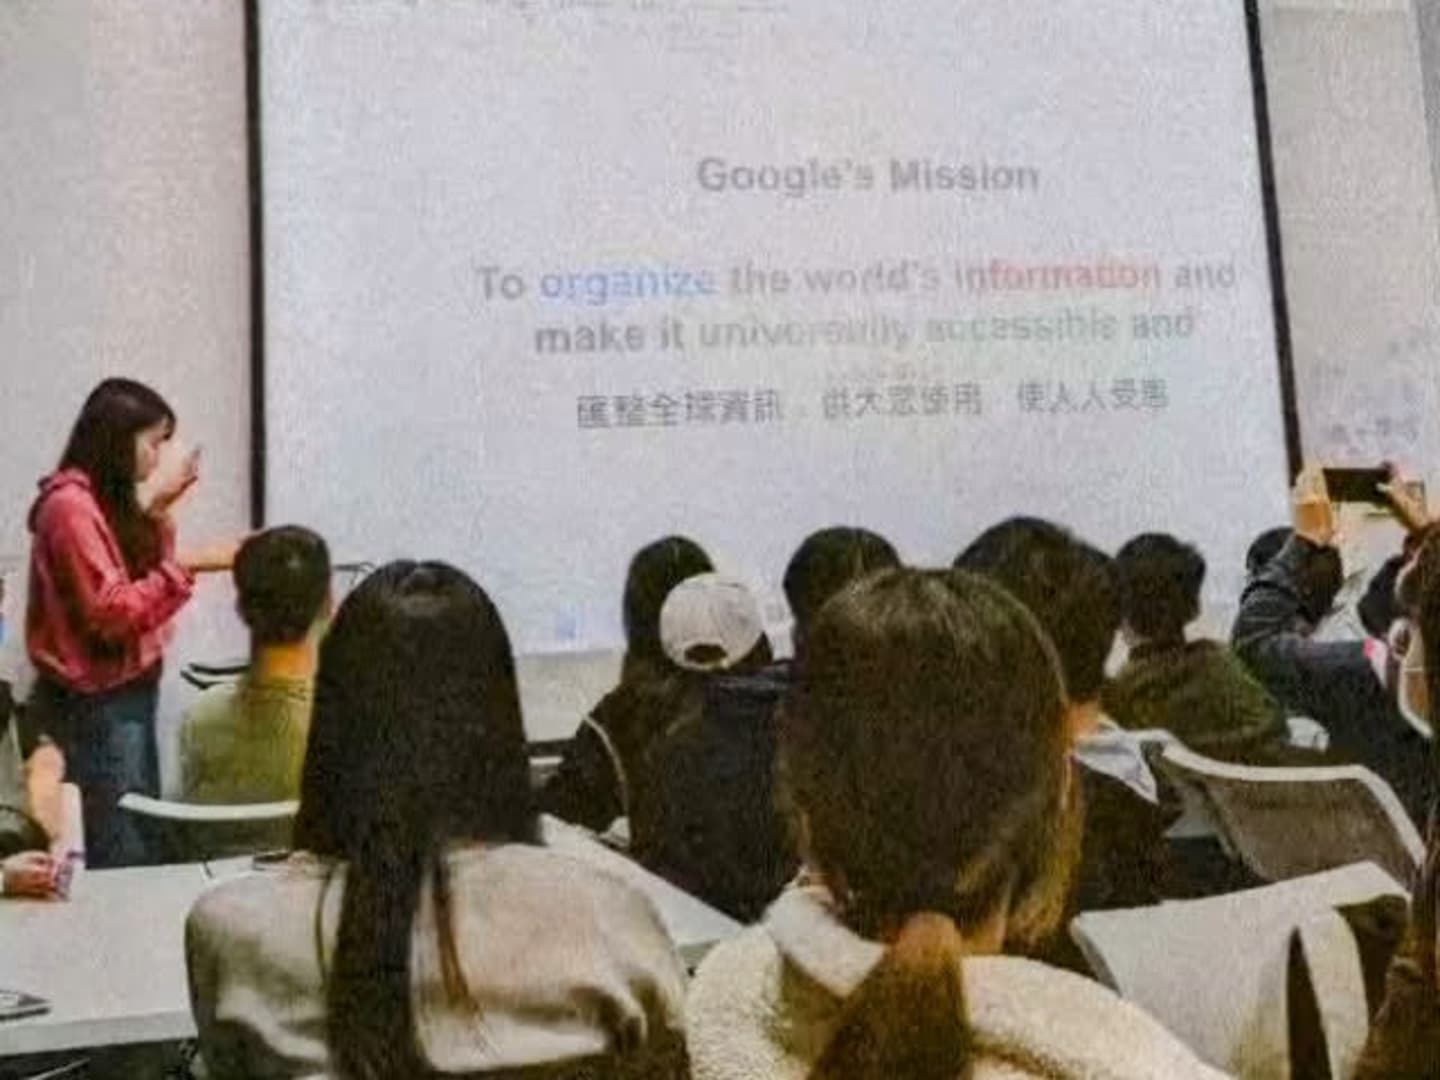 Google's Mission
To organize the world's information and
make it universally accessible and
匯整全球資訊 供大眾使用 使人人受惠